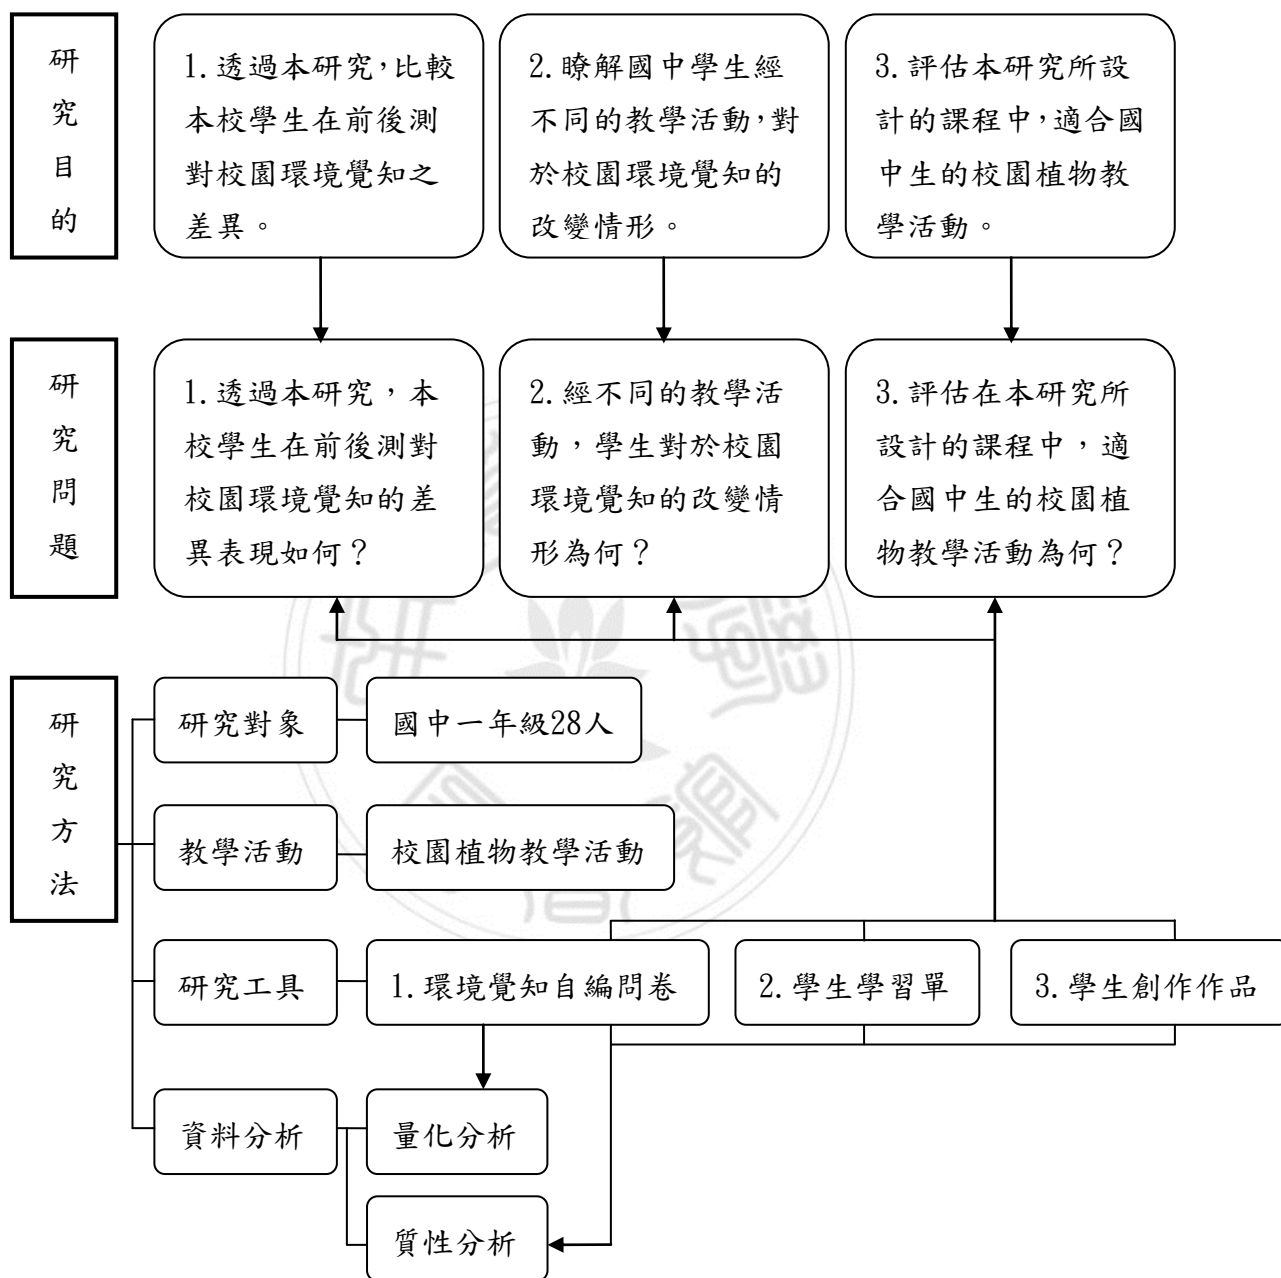 研究目的
1.透過本研究,比較
本校學生在前後測
對校園環境覺知之
差異。
2.瞭解國中學生經
不同的教學活動,對
於校園環境覺知的
改變情形。
3.評估本研究所設
計的課程中,適合國
中生的校園植物教
學活動。
研究問題
1.透過本研究，本
校學生在前後測對
校園環境覺知的差
異表現如何？
2.經不同的教學活
動，學生對於校園
環境覺知的改變情
形為何？
3.評估在本研究所
設計的課程中，適
合國中生的校園植
物教學活動為何？
研究方法
研究對象
國中一年級28人
教學活動
校園植物教學活動
研究工具
1.環境覺知自編問卷
2.學生學習單
3.學生創作作品
資料分析
量化分析
質性分析